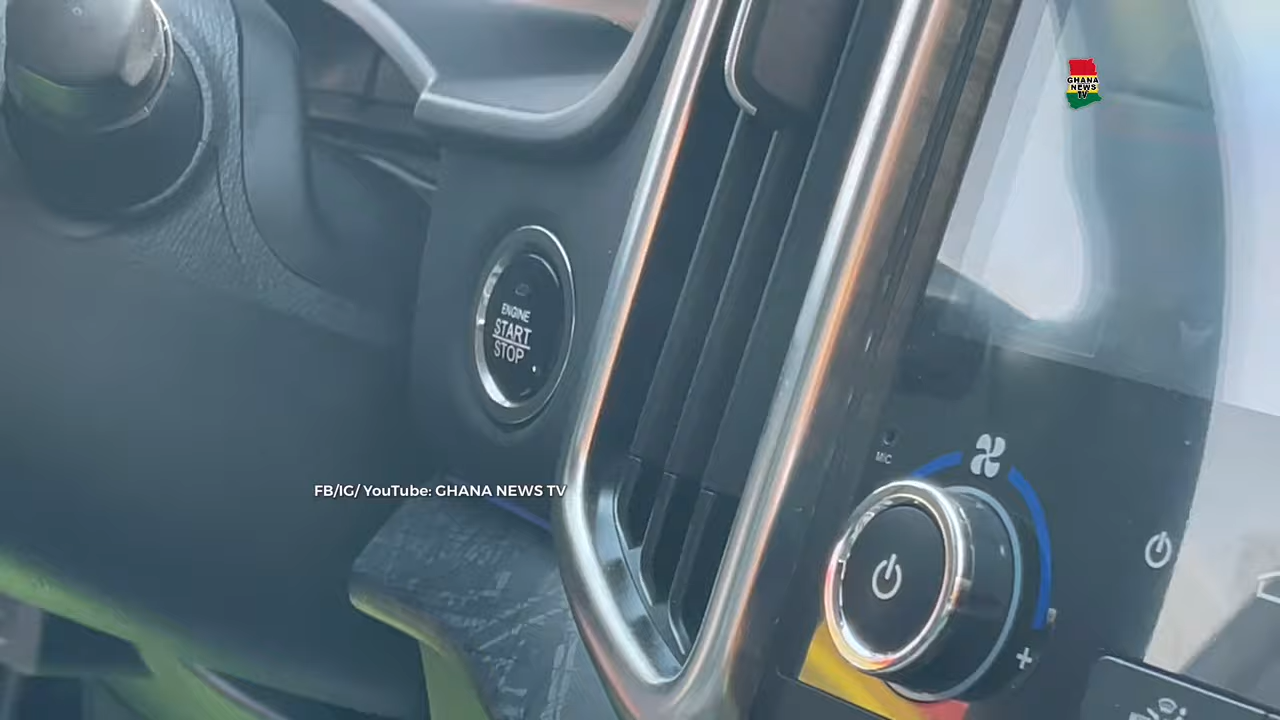 GHANA
NEWS
TV
ENGINE
START
STOP
MIC
FB/IG/ YouTube: GHANA NEWS TV
+